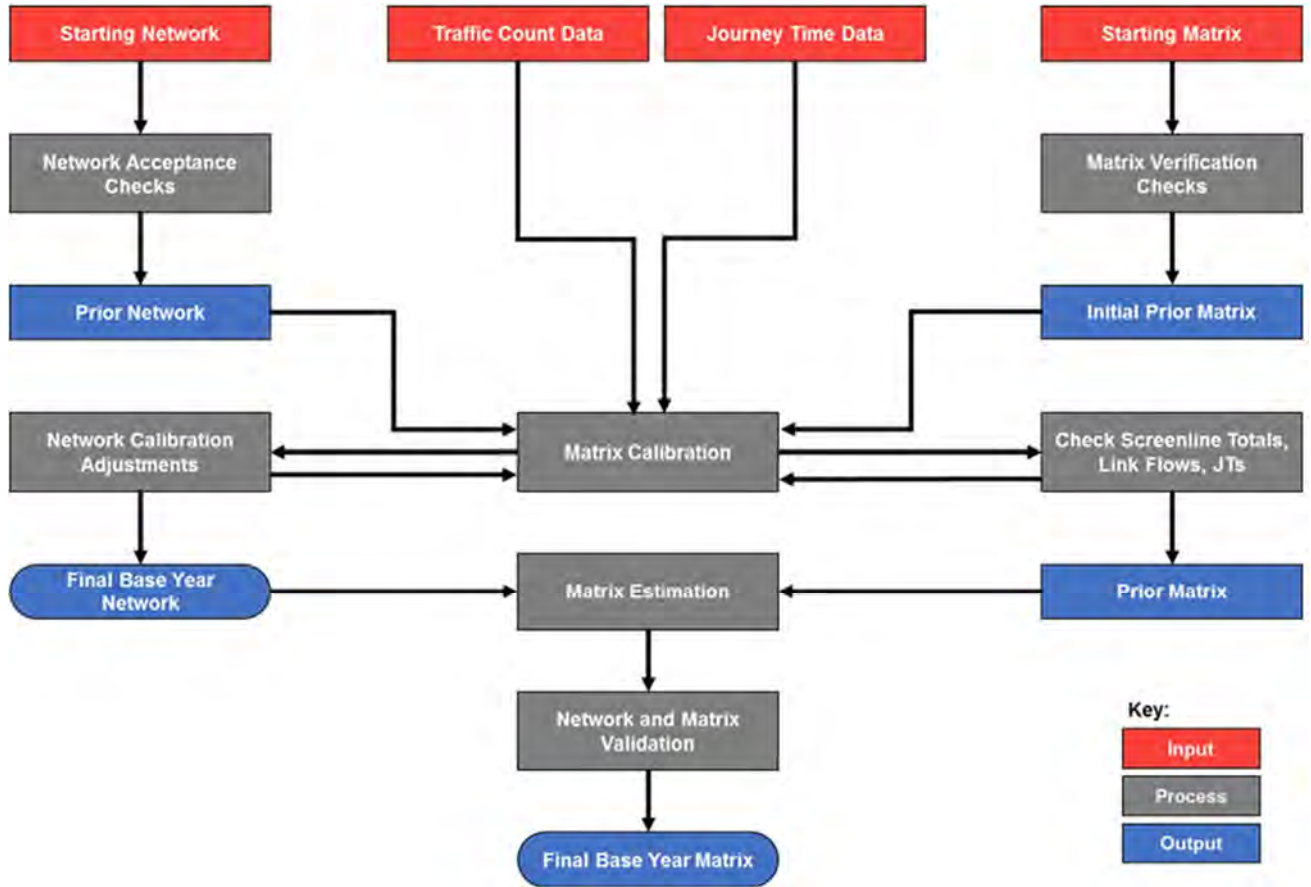 Starting Network
Traffic Count Data
Journey Time Data
Starting Matrix
Network Acceptance
Checks
Matrix Verification
Checks
Prior Network
Initial Prior Matrix
Network Calibration
Adjustments
Matrix Calibration
Check Screenline Totals,
Link Flows, JTs
Final Base Year
Network
Matrix Estimation
Prior Matrix
Network and Matrix
Validation
Final Base Year Matrix
Key:
Input
Process
Output